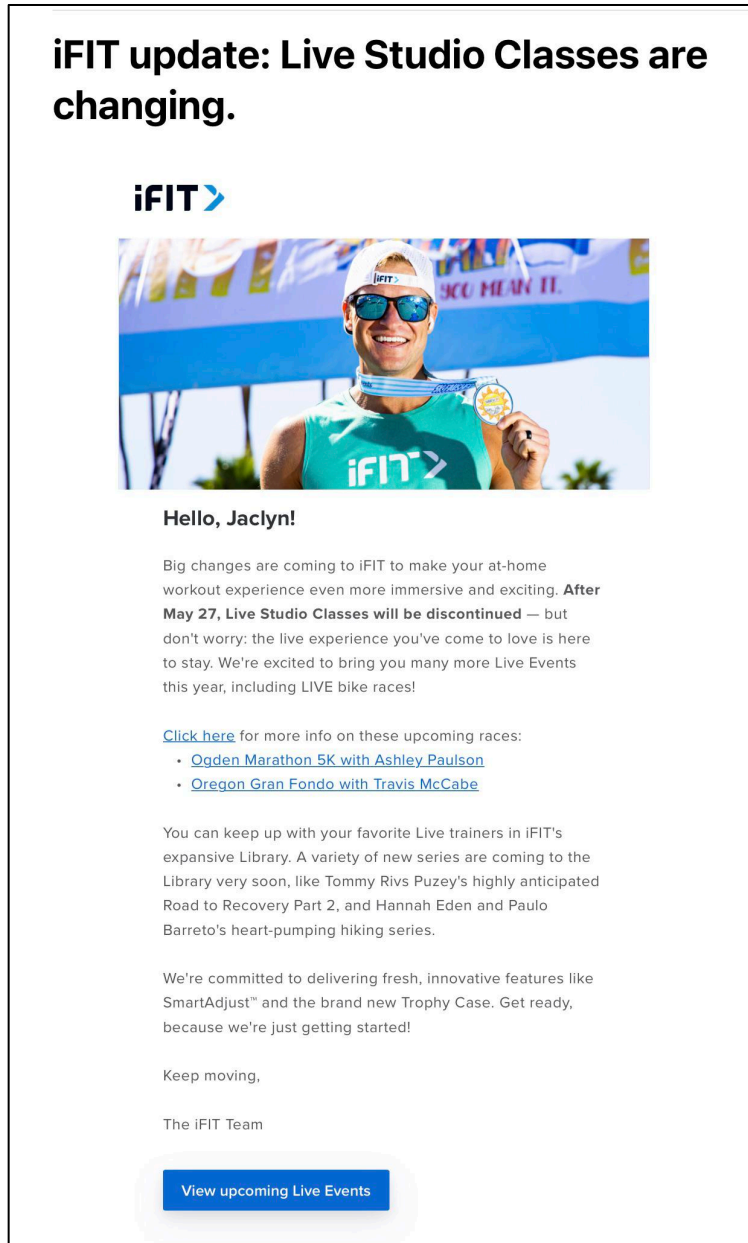 iFIT update: Live Studio Classes are
changing.
iFIT
iFIT
YOU MEAN IT.
iFIT
Hello, Jaclyn!
Big changes are coming to iFIT to make your at-home
workout experience even more immersive and exciting. After
May 27, Live Studio Classes will be discontinued — but
don't worry: the live experience you've come to love is here
to stay. We're excited to bring you many more Live Events
this year, including LIVE bike races!
Click here for more info on these upcoming races:
• Ogden Marathon 5K with Ashley Paulson
• Oregon Gran Fondo with Travis McCabe
You can keep up with your favorite Live trainers in iFIT's
expansive Library. A variety of new series are coming to the
Library very soon, like Tommy Rivs Puzey's highly anticipated
Road to Recovery Part 2, and Hannah Eden and Paulo
Barreto's heart-pumping hiking series.
We're committed to delivering fresh, innovative features like
SmartAdjust™ and the brand new Trophy Case. Get ready,
because we're just getting started!
Keep moving,
The iFIT Team
View upcoming Live Events